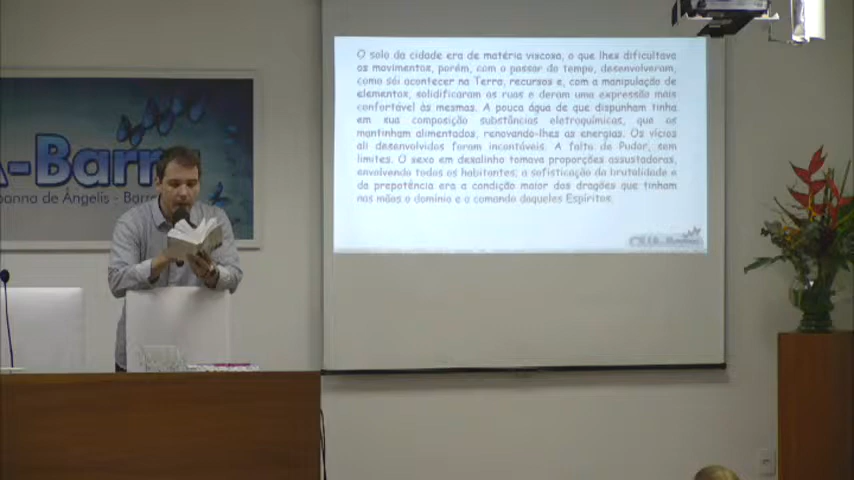 A-Barra
oanna de Ângelis - Barra
O solo da cidade era de matéria viscosa, o que lhes dificultava
os movimentos, porém, com o passar do tempo, desenvolveram,
como sói acontecer na Terra, recursos e, com a manipulação de
elementos, solidificaram as ruas e deram uma expressão mais
confortável às mesmas. A pouca água de que dispunham tinha
em sua composição substâncias eletroquímicas, que os
mantinham alimentados, renovando-lhes as energias. Os vícios
ali desenvolvidos foram incontáveis. A falta de Pudor, sem
limites. O sexo em desalinho tomava proporções assustadoras,
envolvendo todos os habitantes; a sofisticação da brutalidade e
da prepotência era a condição maior dos dragões que tinham
nas mãos o domínio e o comando daqueles Espíritos.
CEJA-Barra